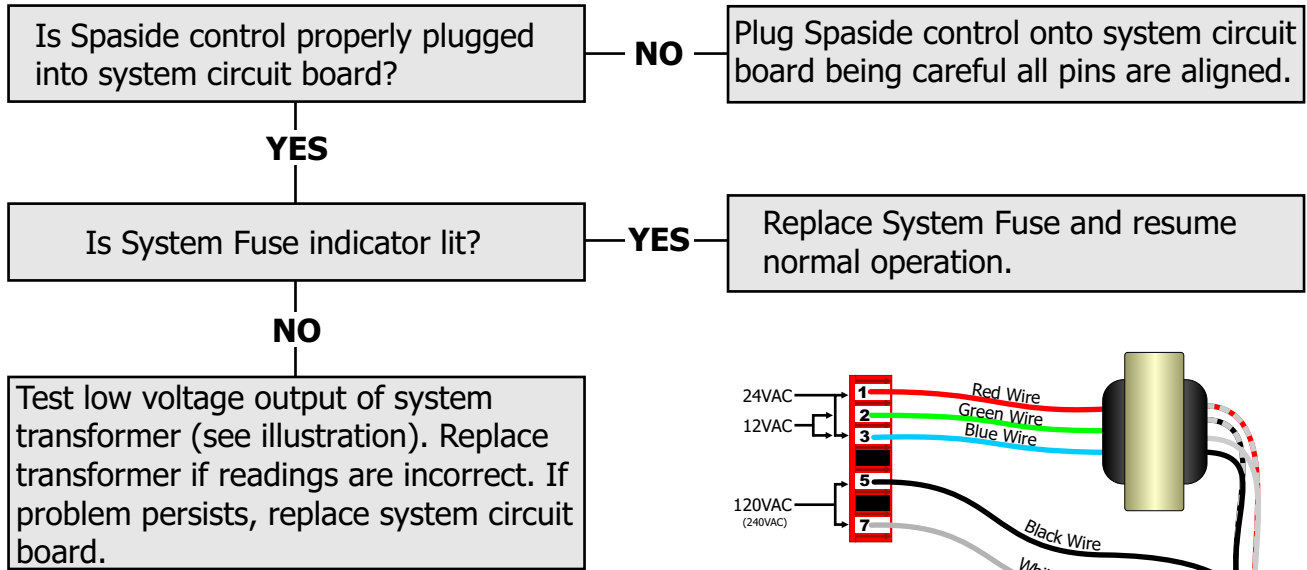 Is Spaside control properly plugged
into system circuit board?
NO
Plug Spaside control onto system circuit
board being careful all pins are aligned.
YES
Is System Fuse indicator lit?
YES
Replace System Fuse and resume
normal operation.
NO
Test low voltage output of system
transformer (see illustration). Replace
transformer if readings are incorrect. If
problem persists, replace system circuit
board.
24VAC
12VAC
120VAC
(240VAC)
1
2
3
5
7
Red Wire
Green Wire
Blue Wire
Black Wire